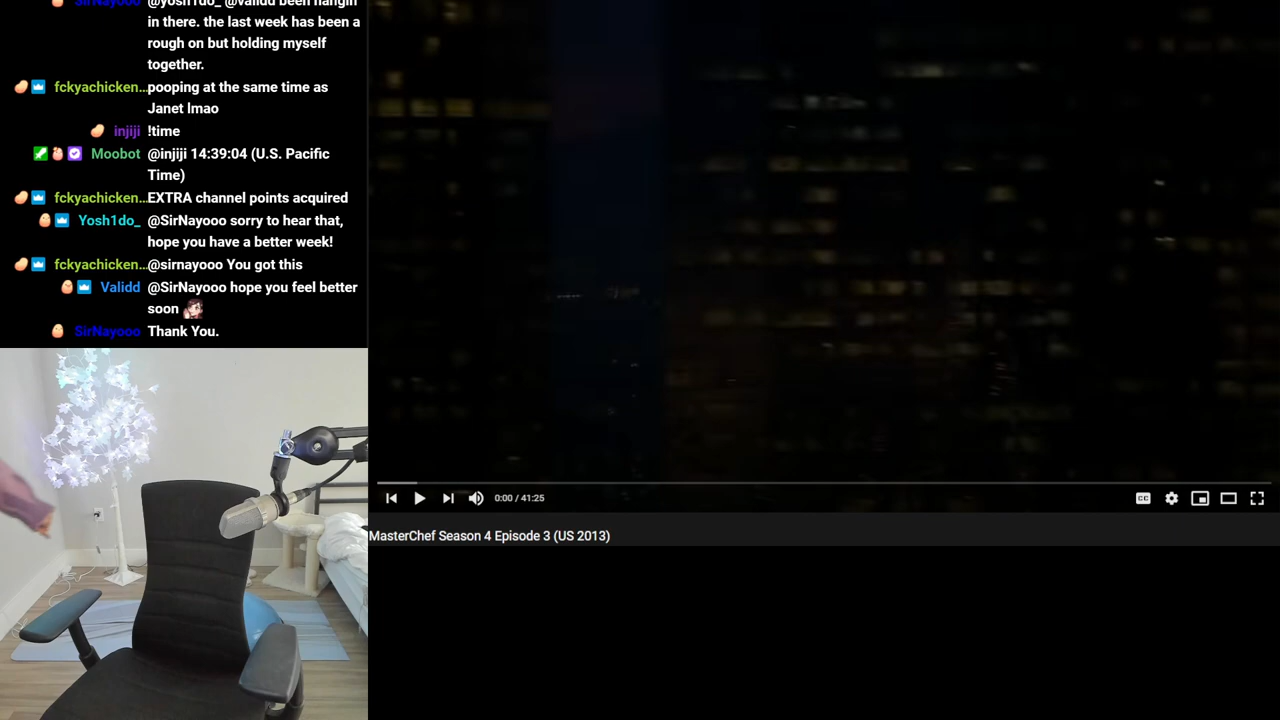 SirNayooo @yosh1do_ @validd been hangin
in there. the last week has been a
rough on but holding myself
together.
fckyachicken... pooping at the same time as
Janet lmao
injiji !time
Moobot @injiji 14:39:04 (U.S. Pacific
Time)
fckyachicken... EXTRA channel points acquired
Yosh1do_ @SirNayooo sorry to hear that,
hope you have a better week!
fckyachicken... @sirnayooo You got this
Validd @SirNayooo hope you feel better
soon
SirNayooo Thank You.
0:00 / 41:25
CC
MasterChef Season 4 Episode 3 (US 2013)